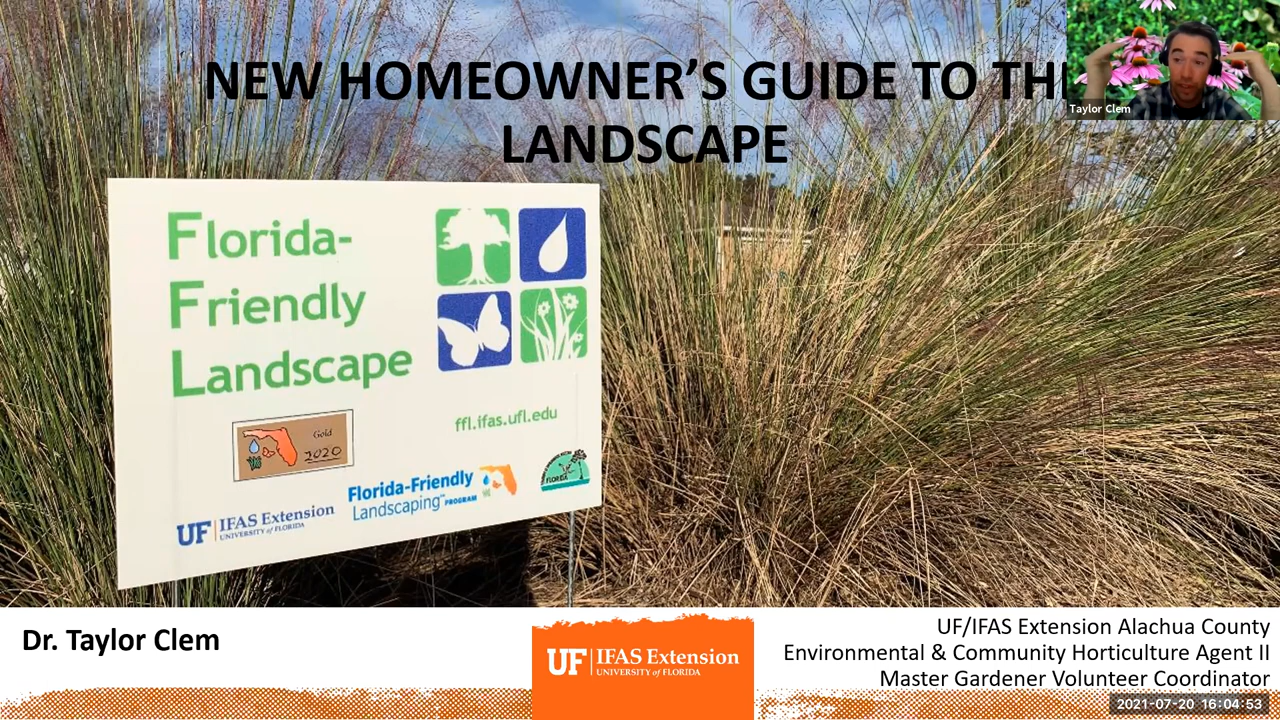 NEW HOMEOWNER'S GUIDE TO TH
LANDSCAPE
Taylor Clem
Florida-
Friendly
Landscape
ffl.ifas.ufl.edu
Gold
2020
Florida-Friendly
Landscaping™ PROGRAM
UF IFAS Extension
UNIVERSITY of FLORIDA
FLORIDA
Dr. Taylor Clem
UF IFAS Extension
UNIVERSITY of FLORIDA
UF/IFAS Extension Alachua County
Environmental & Community Horticulture Agent II
Master Gardener Volunteer Coordinator
2021-07-20 16:04:53